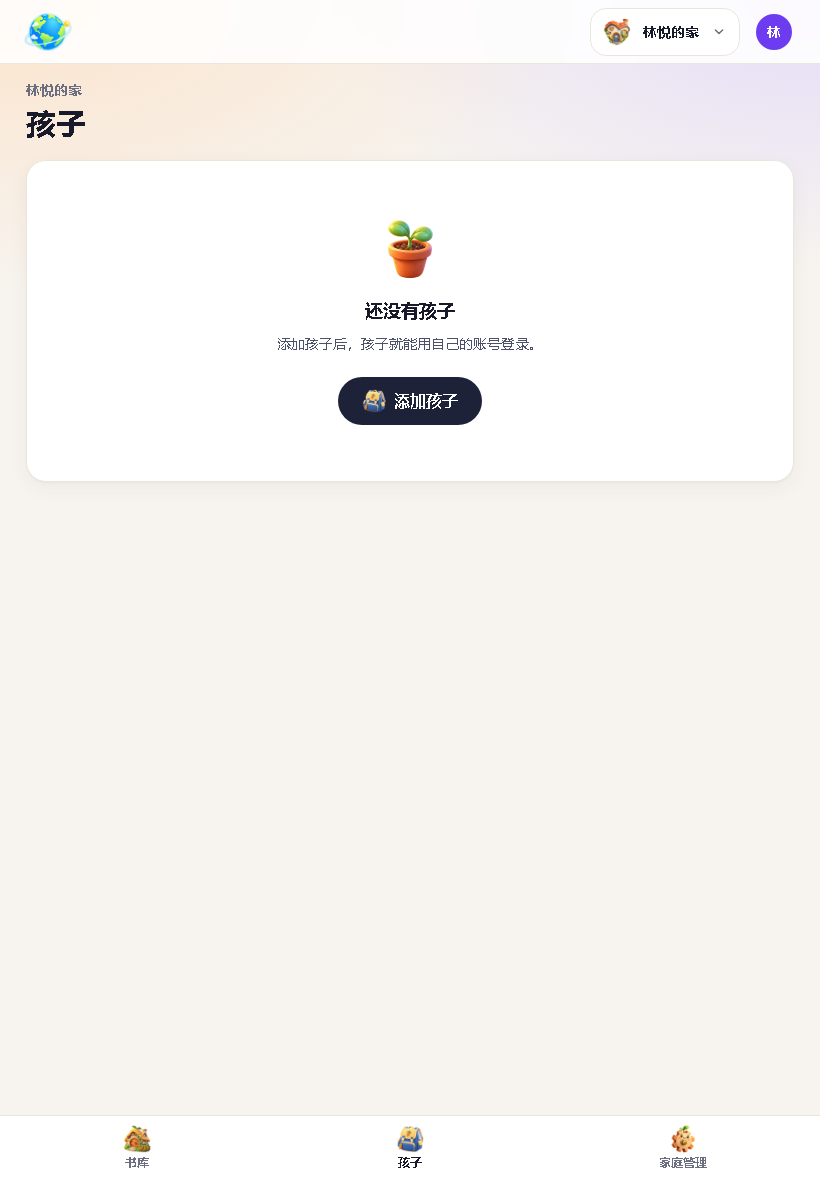 林悦的家
林
林悦的家
孩子
还没有孩子
添加孩子后，孩子就能用自己的账号登录。
添加孩子
书库
孩子
家庭管理